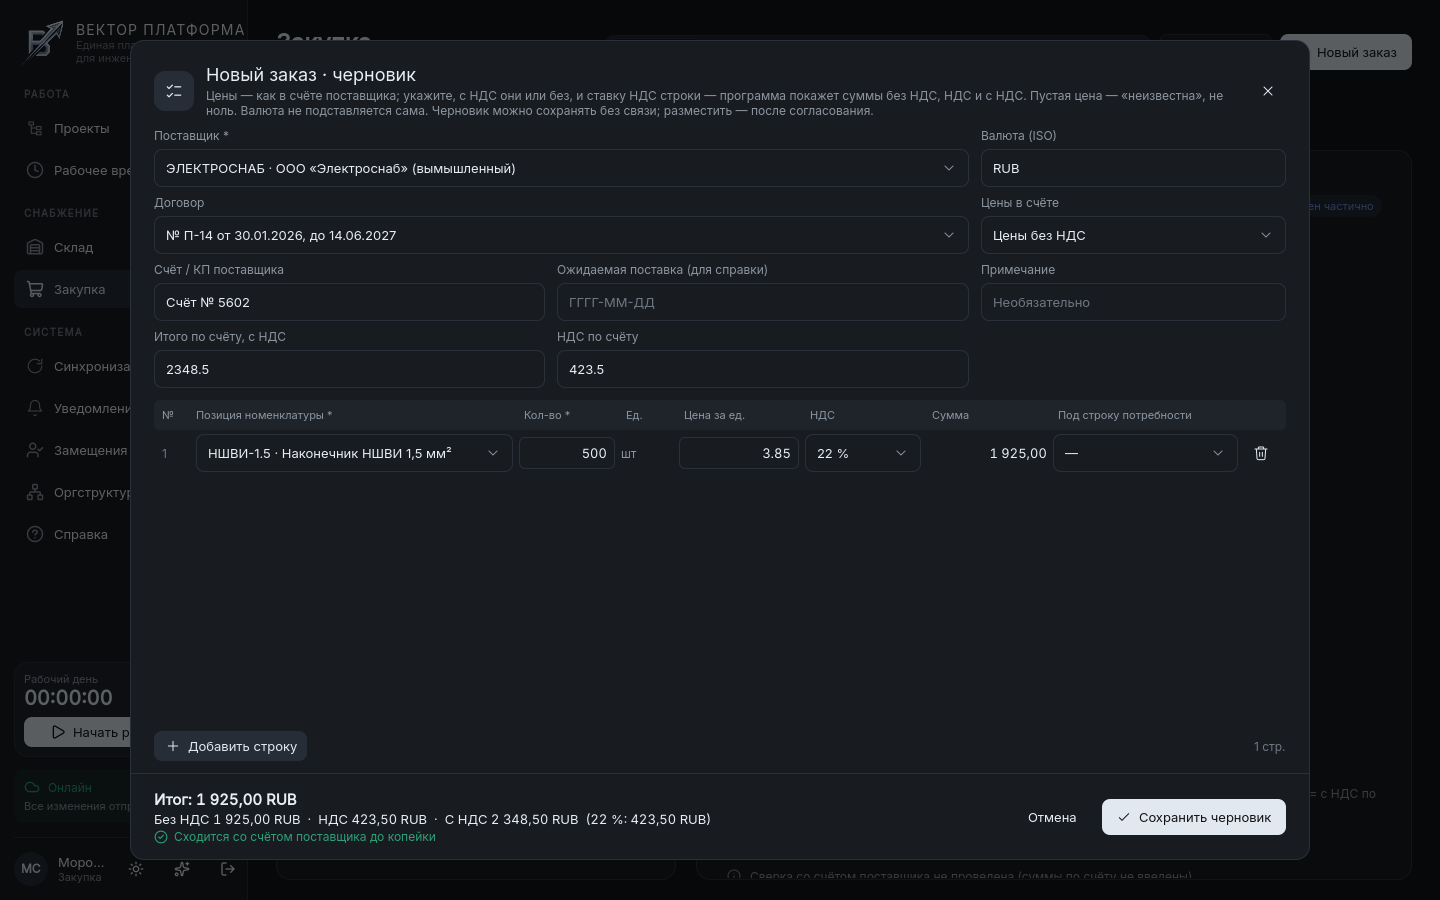 ВЕКТОР ПЛАТФОРМА
Единая
для
Закупка
Новый заказ
РАБОТА
Проекты
Рабочее
СНАБЖЕНИЕ
Склад
Закупка
СИСТЕМА
Оргструктур
Справка
Рабочий день
00:00:00
Начать
Онлайн
Все изменения
МС
Моро...
Закупка
Новый заказ · черновик
Цены — как в счёте поставщика; укажите, с НДС они или без, и ставку НДС строки — программа покажет суммы без НДС, НДС и с НДС. Пустая цена — «неизвестна», не
ноль. Валюта не подставляется сама. Черновик можно сохранять без связи; разместить — после согласования.
Поставщик *
Валюта (ISO)
ЭЛЕКТРОСНАБ · ООО «Электроснаб» (вымышленный)
RUB
Договор
Цены в счёте
№ П-14 от 30.01.2026, до 14.06.2027
Цены без НДС
Счёт / КП поставщика
Ожидаемая поставка (для справки)
Примечание
Счёт № 5602
ГГГГ-ММ-ДД
Необязательно
Итого по счёту, с НДС
НДС по счёту
2348.5
423.5
№ Позиция номенклатуры * Кол-во * Ед. Цена за ед. НДС Сумма Под строку потребности
1 НШВИ-1.5 · Наконечник НШВИ 1,5 мм² 500 шт 3.85 22 % 1 925,00 —
Добавить строку
1 стр.
Итог: 1 925,00 RUB
Без НДС 1 925,00 RUB · НДС 423,50 RUB · С НДС 2 348,50 RUB (22 %: 423,50 RUB)
Сходится со счётом поставщика до копейки
Отмена
Сохранить черновик
ен частично
= с НДС по
Сверка со счётом поставщика не проведена (суммы по счёту не введены)